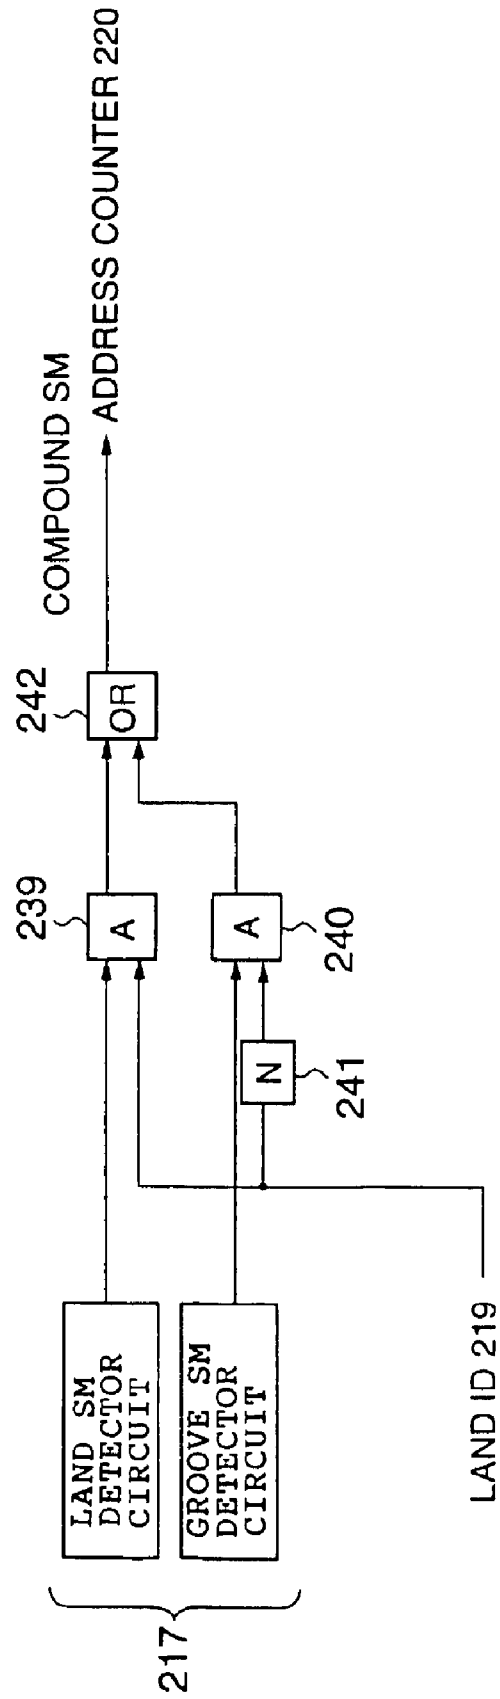 217
LAND SM
DETECTOR
CIRCUIT
GROOVE SM
DETECTOR
CIRCUIT
LAND ID 219
N
241
239
A
A
240
242
OR
COMPOUND SM
ADDRESS COUNTER 220